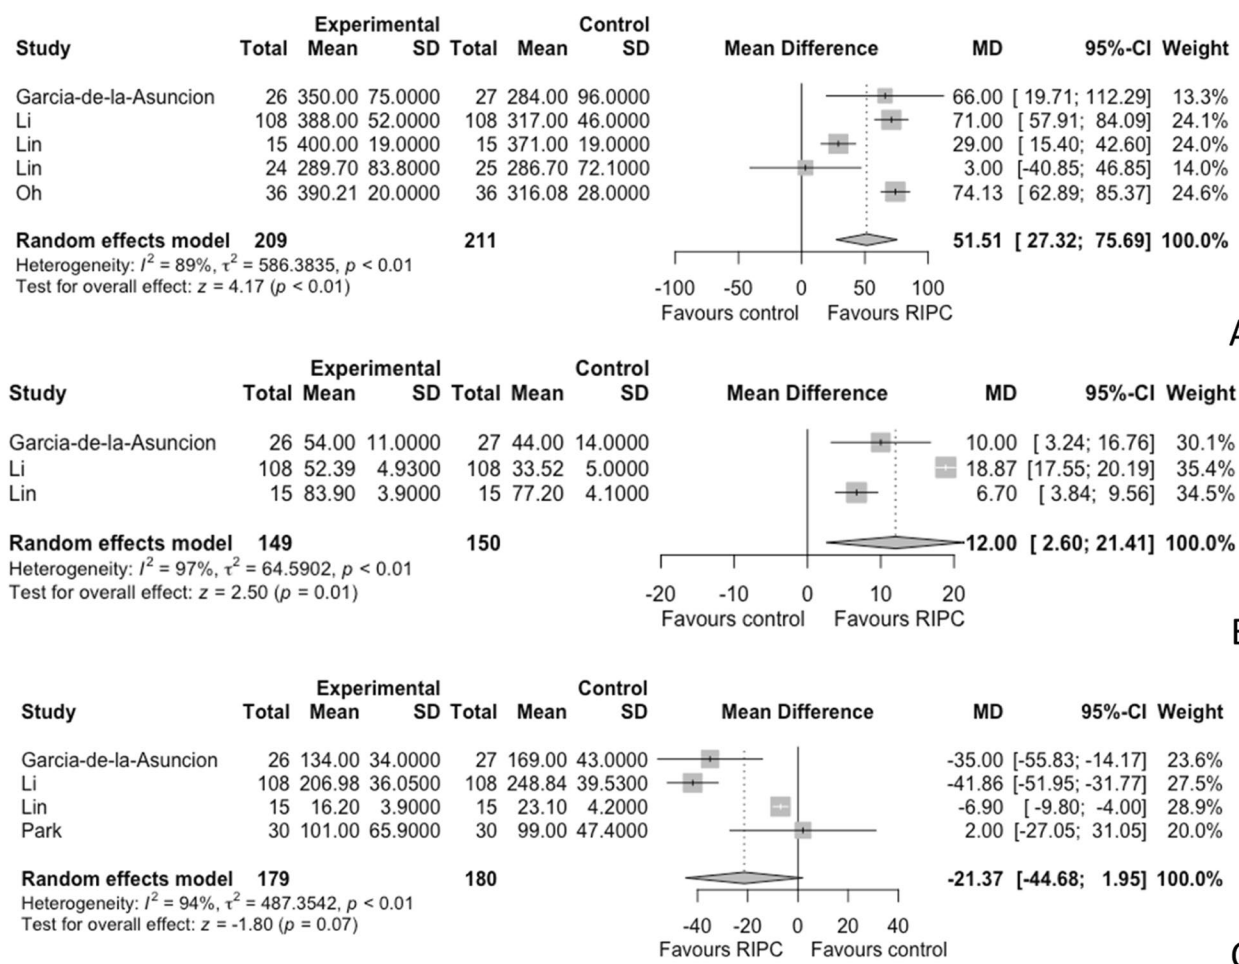 Experimental Control
Study Total Mean SD Total Mean SD Mean Difference MD 95%-CI Weight
Garcia-de-la-Asuncion 26 350.00 75.0000 27 284.00 96.0000 66.00 [ 19.71; 112.29] 13.3%
Li 108 388.00 52.0000 108 317.00 46.0000 71.00 [ 57.91; 84.09] 24.1%
Lin 15 400.00 19.0000 15 371.00 19.0000 29.00 [ 15.40; 42.60] 24.0%
Lin 24 289.70 83.8000 25 286.70 72.1000 3.00 [-40.85; 46.85] 14.0%
Oh 36 390.21 20.0000 36 316.08 28.0000 74.13 [ 62.89; 85.37] 24.6%
Random effects model 209 211 51.51 [ 27.32; 75.69] 100.0%
Heterogeneity: I² = 89%, τ² = 586.3835, p < 0.01
Test for overall effect: z = 4.17 (p < 0.01)
-100 -50 0 50 100
Favours control Favours RIPC
A
Experimental Control
Study Total Mean SD Total Mean SD Mean Difference MD 95%-CI Weight
Garcia-de-la-Asuncion 26 54.00 11.0000 27 44.00 14.0000 10.00 [ 3.24; 16.76] 30.1%
Li 108 52.39 4.9300 108 33.52 5.0000 18.87 [17.55; 20.19] 35.4%
Lin 15 83.90 3.9000 15 77.20 4.1000 6.70 [ 3.84; 9.56] 34.5%
Random effects model 149 150 12.00 [ 2.60; 21.41] 100.0%
Heterogeneity: I² = 97%, τ² = 64.5902, p < 0.01
Test for overall effect: z = 2.50 (p = 0.01)
-20 -10 0 10 20
Favours control Favours RIPC
Experimental Control
Study Total Mean SD Total Mean SD Mean Difference MD 95%-CI Weight
Garcia-de-la-Asuncion 26 134.00 34.0000 27 169.00 43.0000 -35.00 [-55.83; -14.17] 23.6%
Li 108 206.98 36.0500 108 248.84 39.5300 -41.86 [-51.95; -31.77] 27.5%
Lin 15 16.20 3.9000 15 23.10 4.2000 -6.90 [ -9.80; -4.00] 28.9%
Park 30 101.00 65.9000 30 99.00 47.4000 2.00 [-27.05; 31.05] 20.0%
Random effects model 179 180 -21.37 [-44.68; 1.95] 100.0%
Heterogeneity: I² = 94%, τ² = 487.3542, p < 0.01
Test for overall effect: z = -1.80 (p = 0.07)
-40 -20 0 20 40
Favours RIPC Favours control